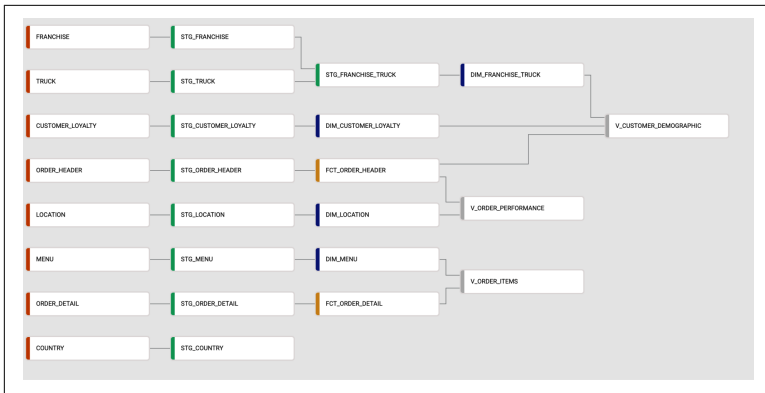 FRANCHISE
STG_FRANCHISE
STG_FRANCHISE_TRUCK
DIM_FRANCHISE_TRUCK
TRUCK
STG_TRUCK
CUSTOMER_LOYALTY
STG_CUSTOMER_LOYALTY
DIM_CUSTOMER_LOYALTY
V_CUSTOMER_DEMOGRAPHIC
ORDER_HEADER
STG_ORDER_HEADER
FCT_ORDER_HEADER
V_ORDER_PERFORMANCE
LOCATION
STG_LOCATION
DIM_LOCATION
MENU
STG_MENU
DIM_MENU
V_ORDER_ITEMS
ORDER_DETAIL
STG_ORDER_DETAIL
FCT_ORDER_DETAIL
COUNTRY
STG_COUNTRY